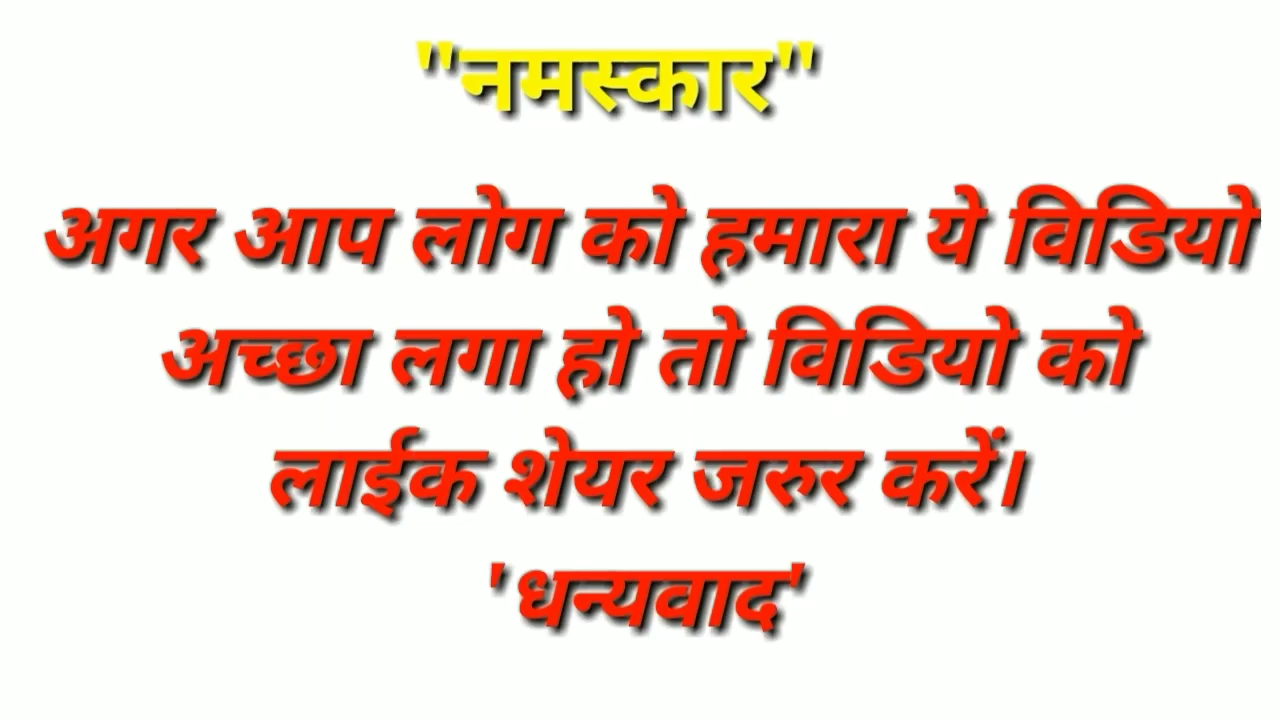 "नमस्कार"
अगर आप लोग को हमारा ये विडियो
अच्छा लगा हो तो विडियो को
लाईक शेयर जरुर करें।
'धन्यवाद'